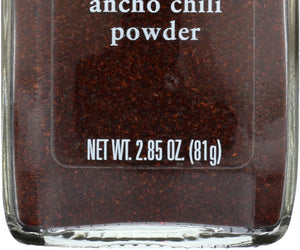 ancho chili
powder
NET WT. 2.85 OZ. (81g)